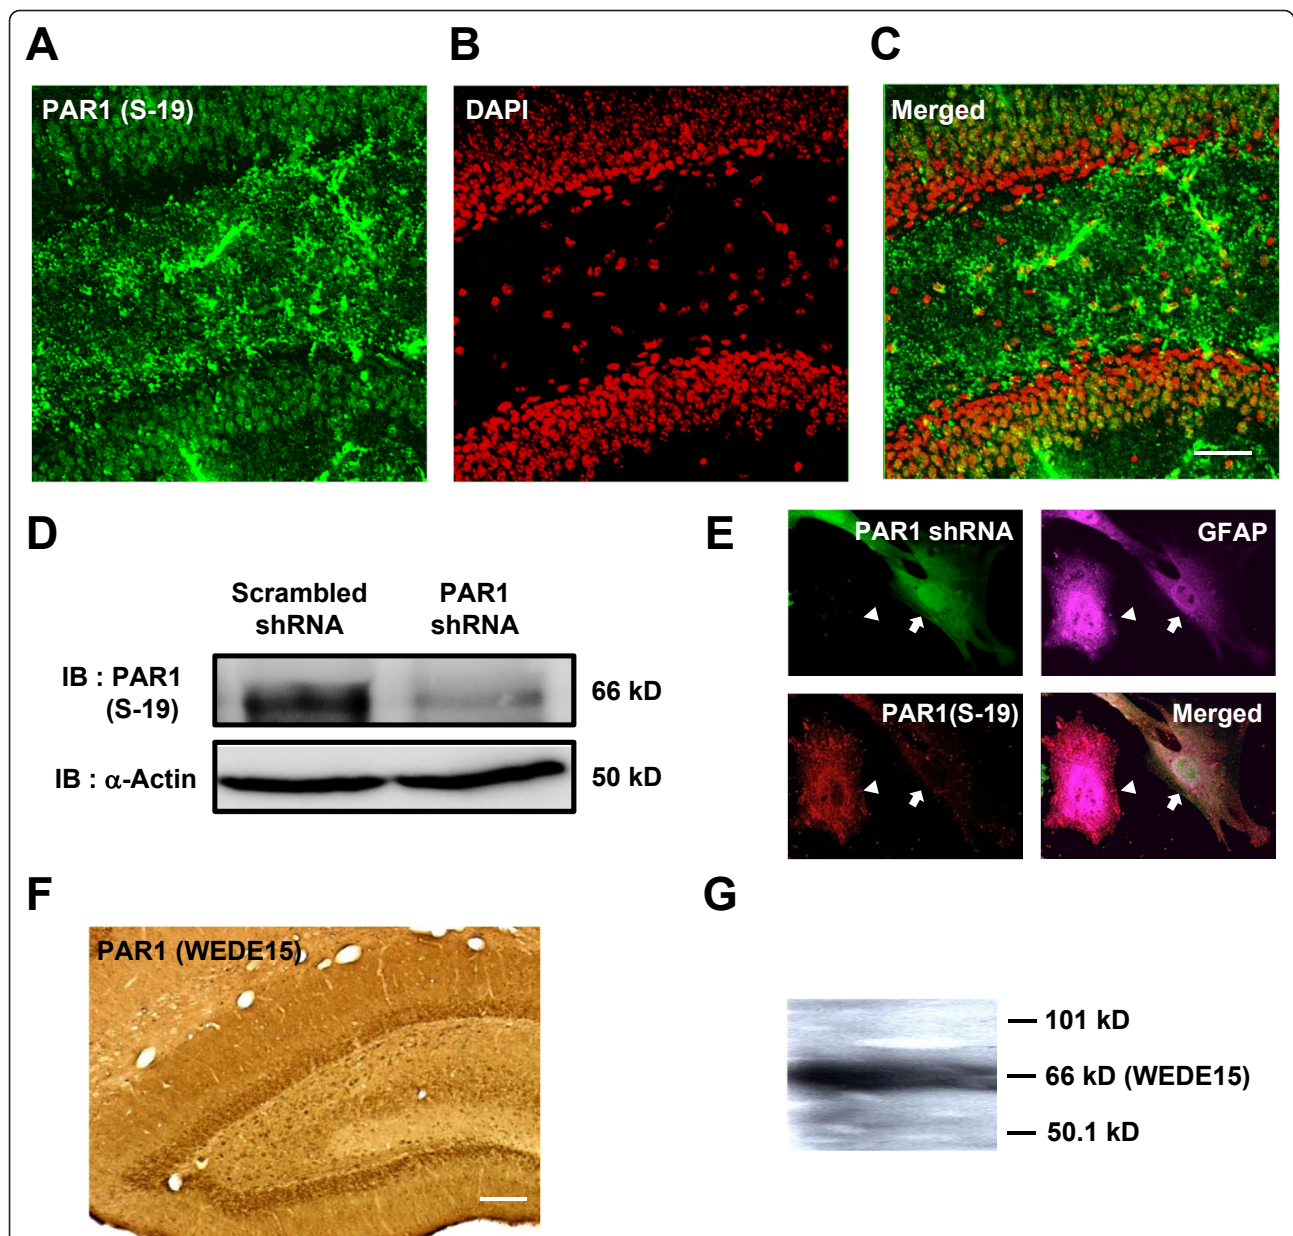 A
B
C
PAR1 (S-19)
DAPI
Merged
D
E
Scrambled
shRNA
PAR1
shRNA
IB : PAR1
(S-19)
66 kD
IB : α-Actin
50 kD
PAR1 shRNA
GFAP
PAR1(S-19)
Merged
F
G
PAR1 (WEDE15)
101 kD
66 kD (WEDE15)
50.1 kD